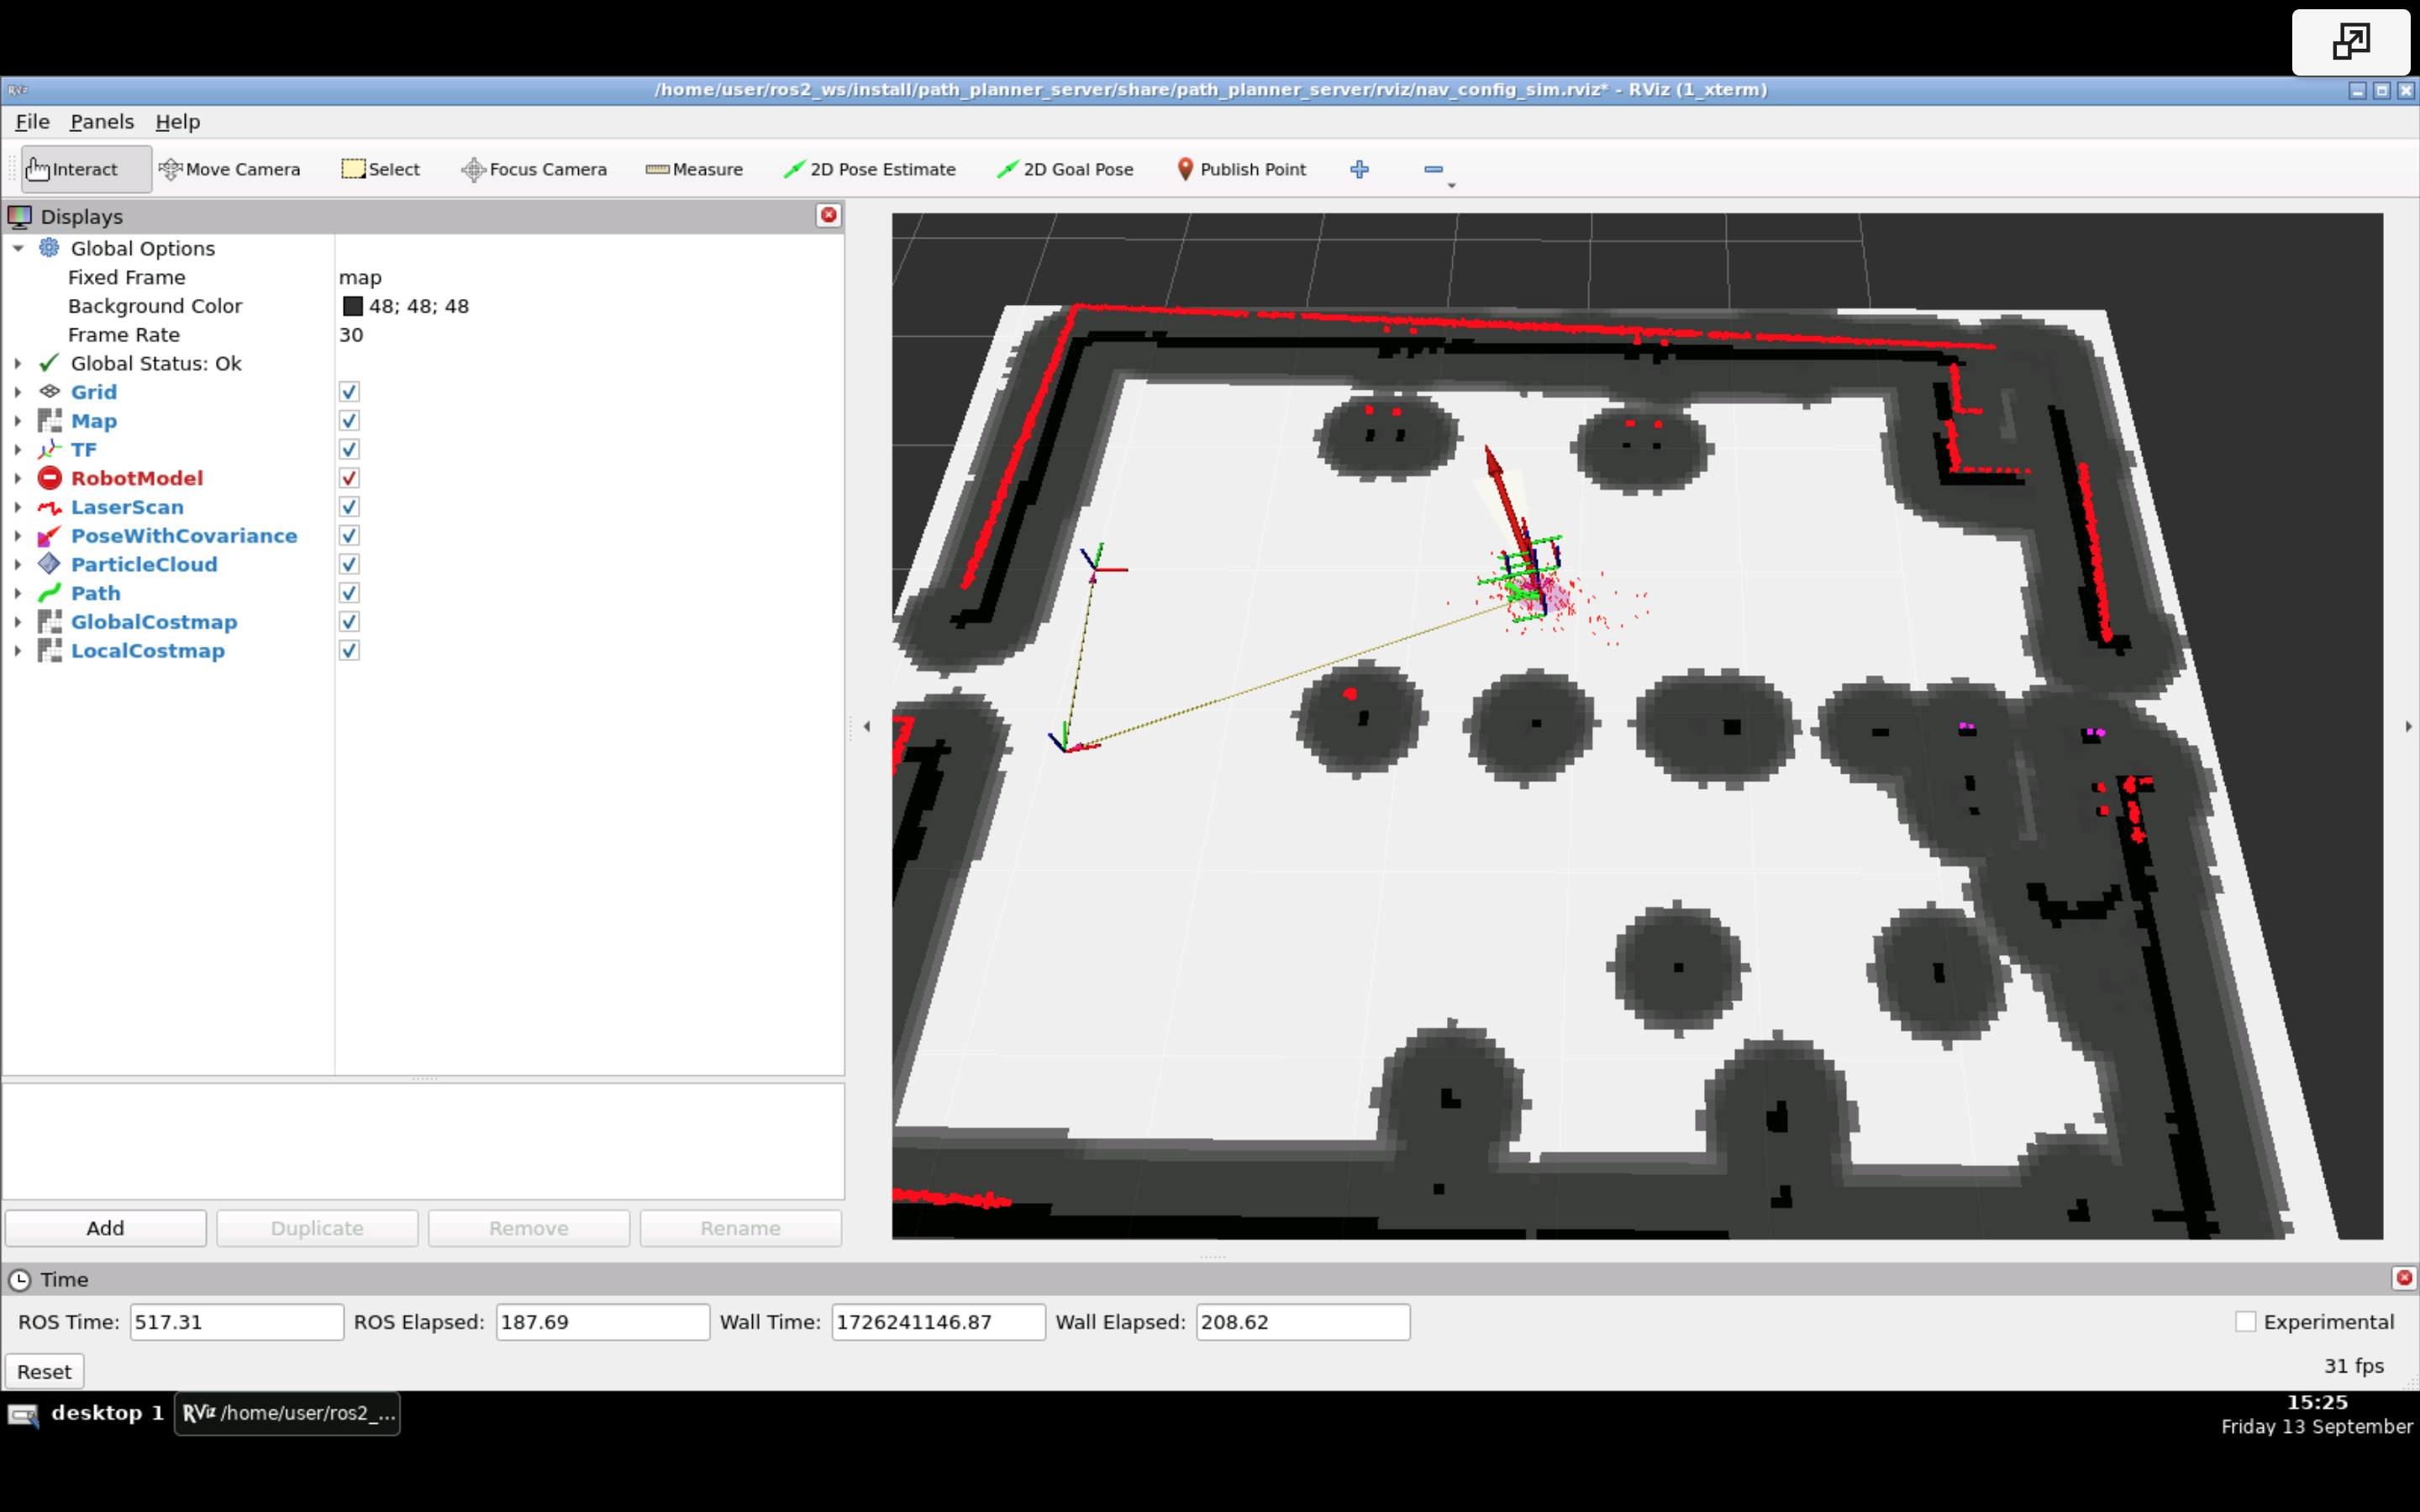 /home/user/ros2_ws/install/path_planner_server/share/path_planner_server/rviz/nav_config_sim.rviz* - RViz (1_xterm)
File Panels Help
Interact Move Camera Select Focus Camera Measure 2D Pose Estimate 2D Goal Pose Publish Point
Displays
Global Options
Fixed Frame map
Background Color 48; 48; 48
Frame Rate 30
Global Status: Ok
Grid
Map
TF
RobotModel
LaserScan
PoseWithCovariance
ParticleCloud
Path
GlobalCostmap
LocalCostmap
Add Duplicate Remove Rename
Time
ROS Time: 517.31 ROS Elapsed: 187.69 Wall Time: 1726241146.87 Wall Elapsed: 208.62 Experimental
Reset 31 fps
desktop 1 RViz /home/user/ros2_... 15:25
Friday 13 September